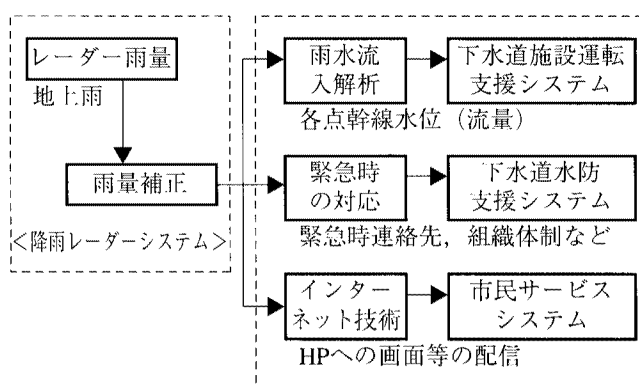 レーダー雨量
地上雨
雨量補正
<降雨レーダーシステム>
雨水流
入解析
下水道施設運転
支援システム
各点幹線水位（流量）
緊急時
の対応
下水道水防
支援システム
緊急時連絡先，組織体制など
インター
ネット技術
市民サービス
システム
HPへの画面等の配信